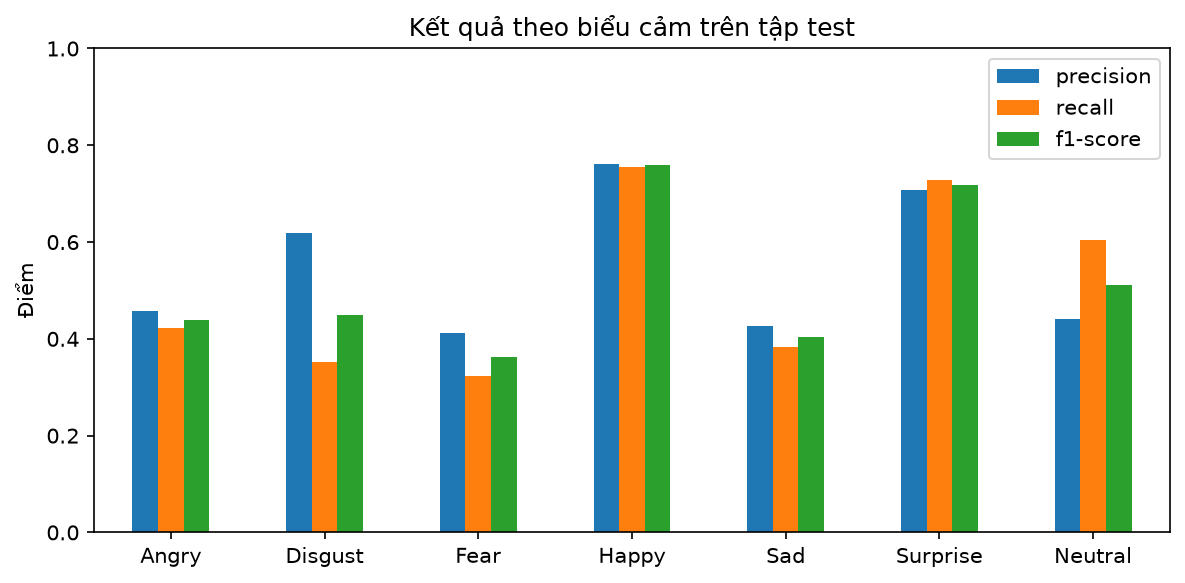 Kết quả theo biểu cảm trên tập test
Điểm
1.0
0.8
0.6
0.4
0.2
0.0
precision
recall
f1-score
Angry Disgust Fear Happy Sad Surprise Neutral